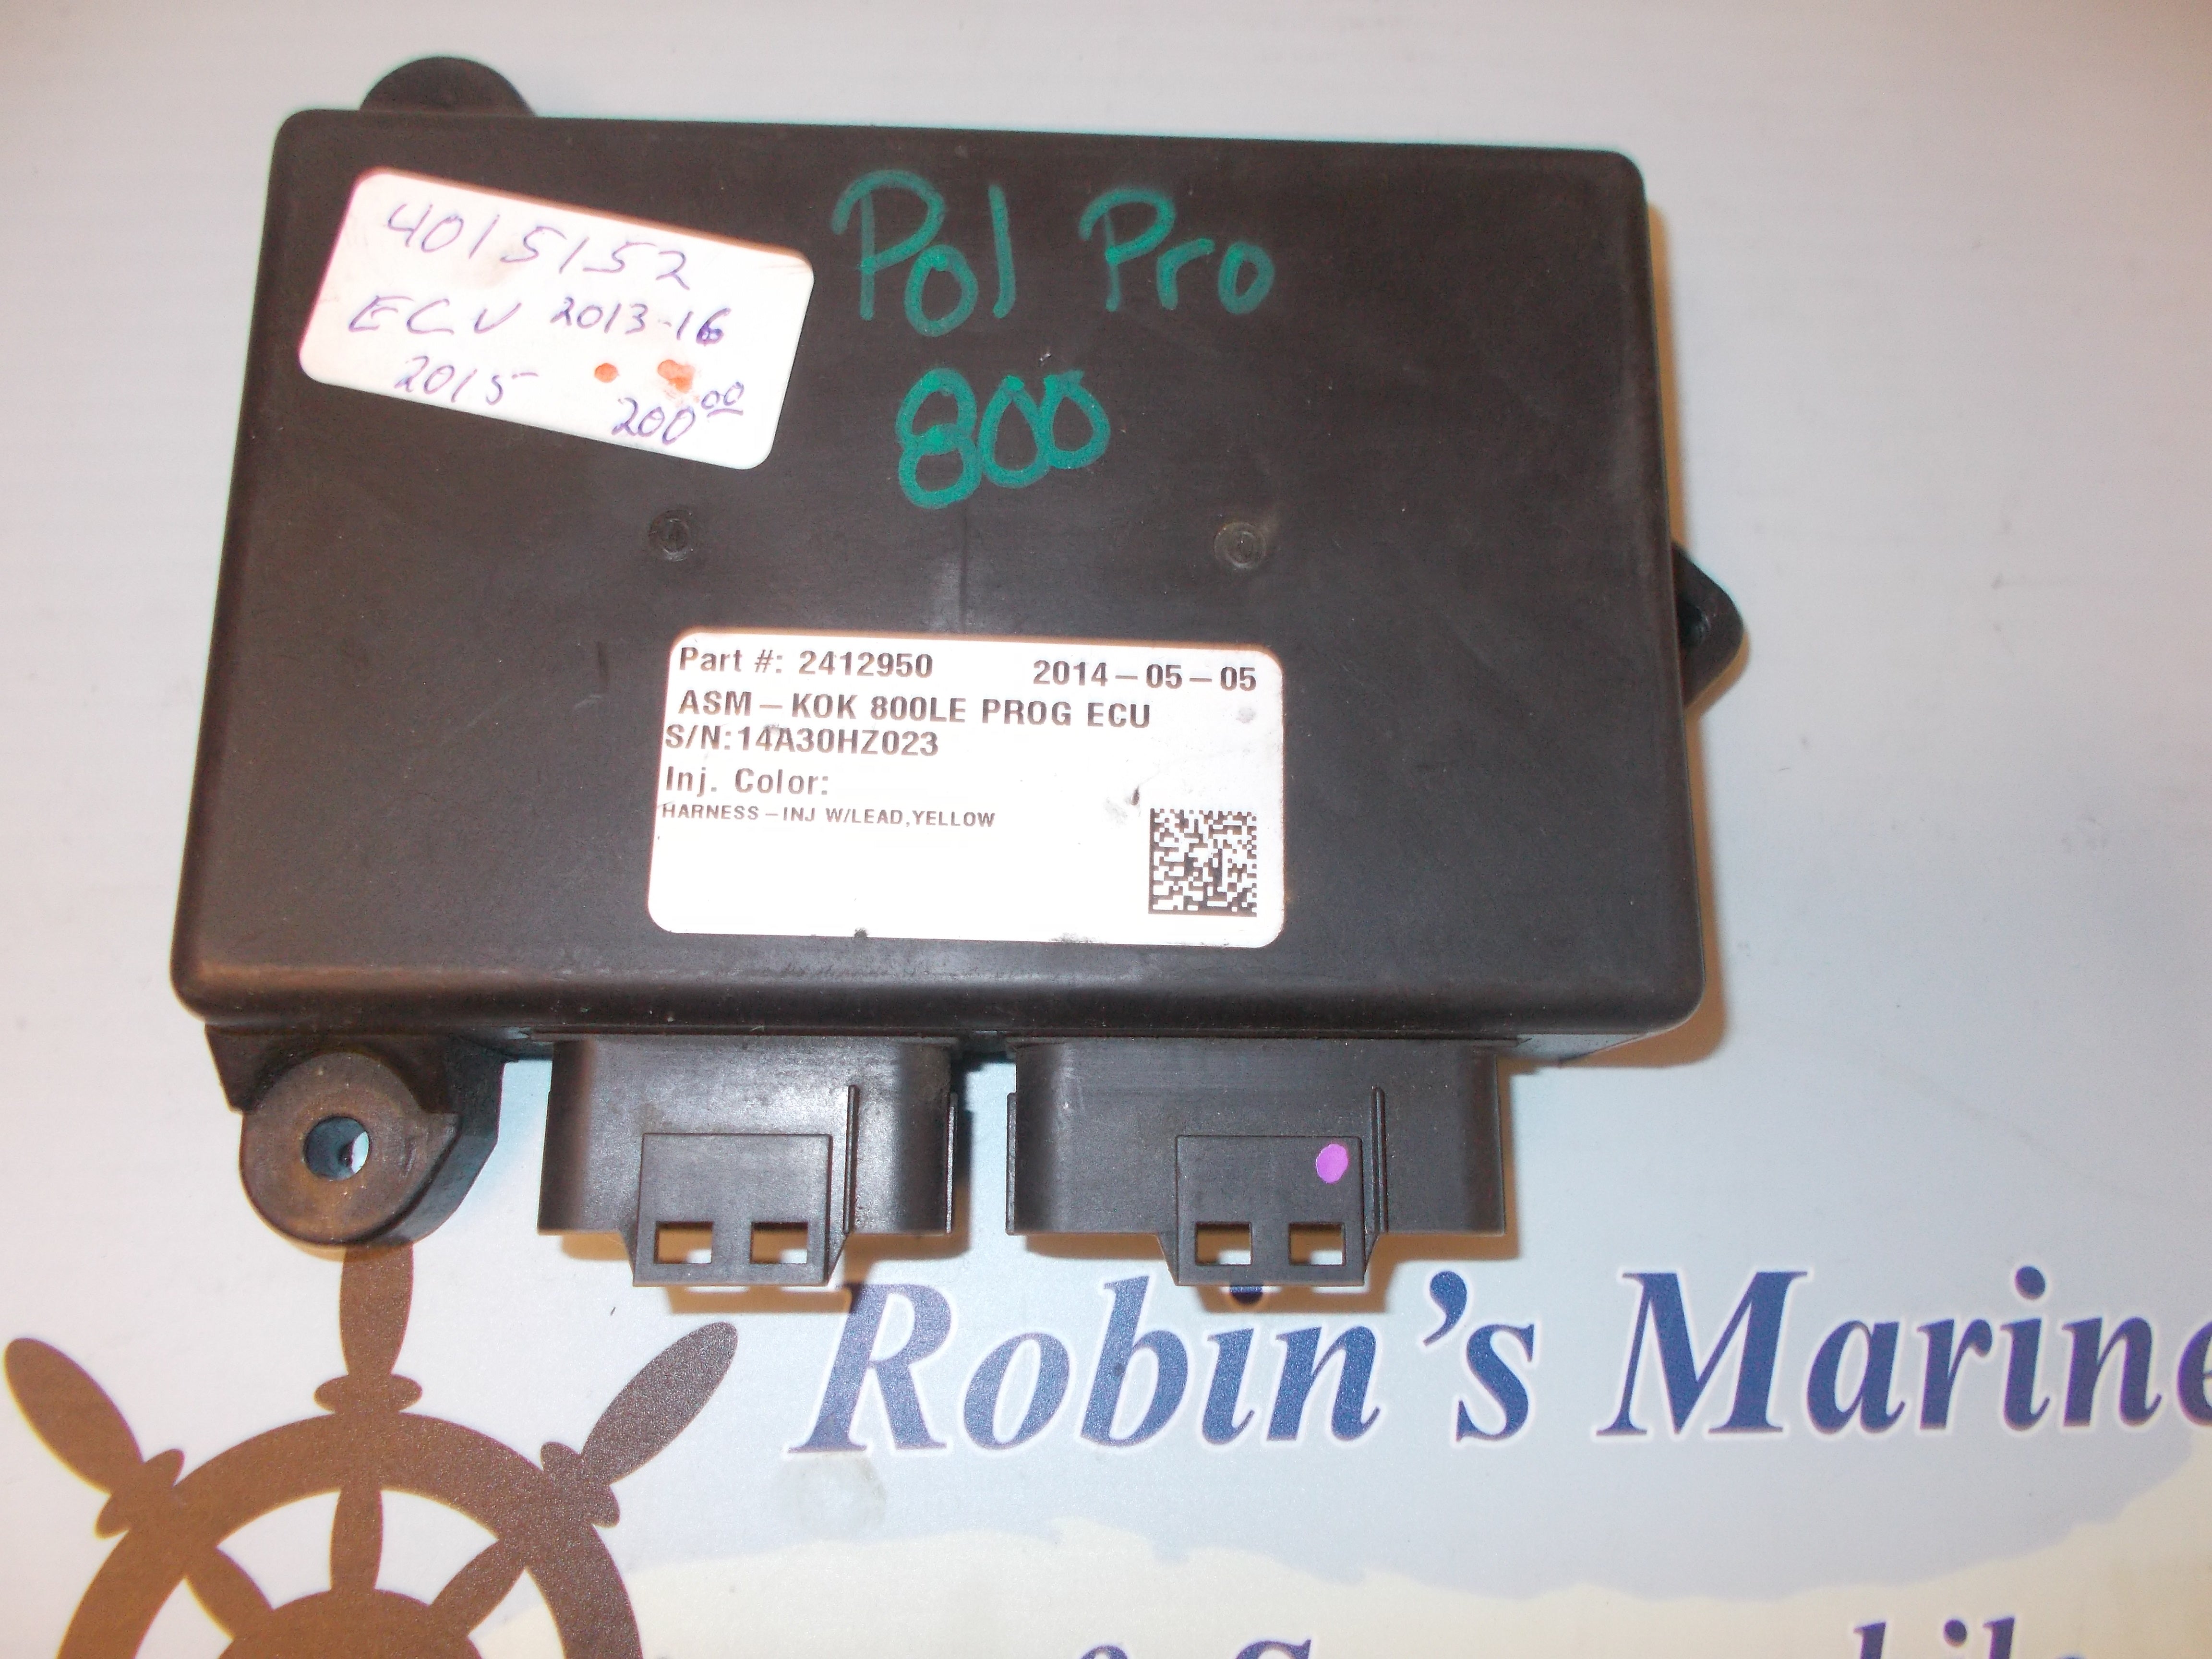 4015152
ECU 2013-16
2015
200.00
Pol Pro
800
Part #: 2412950 2014-05-05
ASM-KOK 800LE PROG ECU
S/N:14A30HZ023
Inj. Color:
HARNESS-INJ W/LEAD,YELLOW
Robin's Marine
&